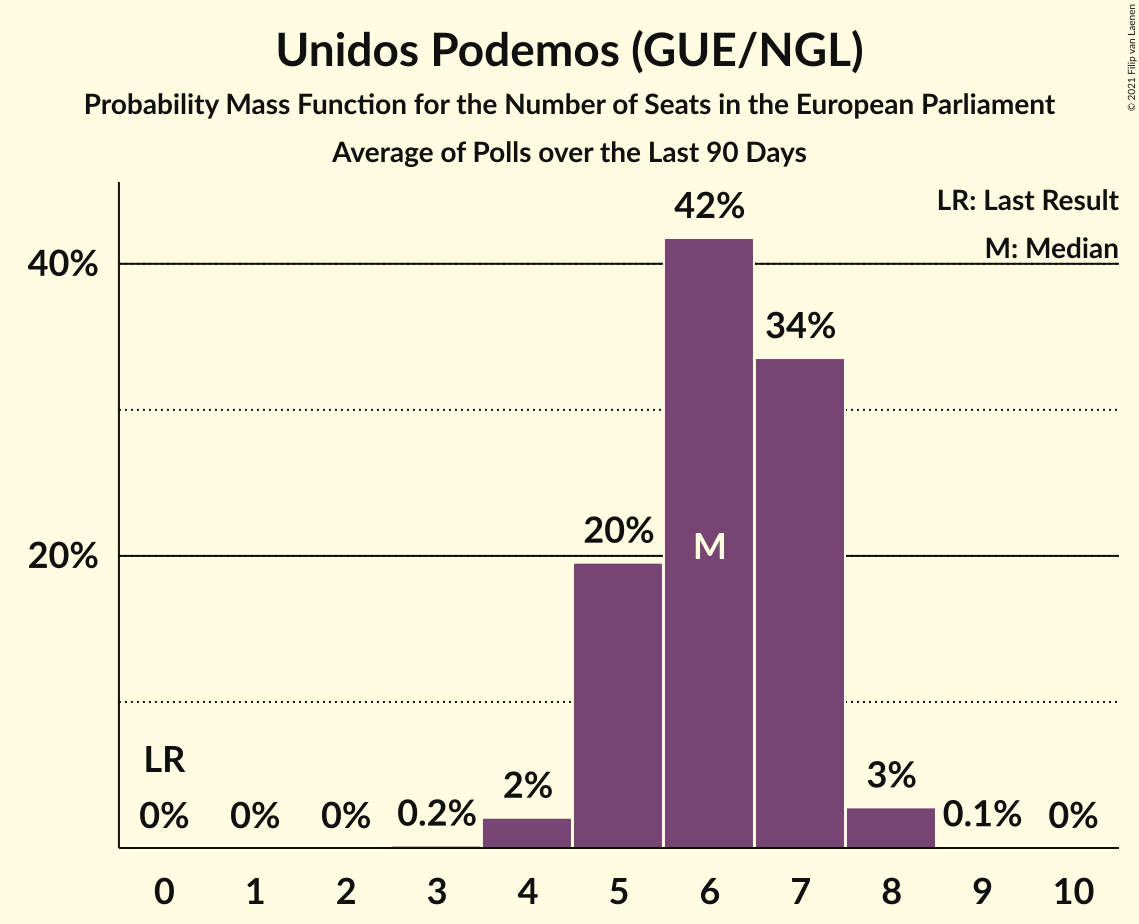 Unidos Podemos (GUE/NGL)
Probability Mass Function for the Number of Seats in the European Parliament
Average of Polls over the Last 90 Days
© 2021 Filip van Laenen
LR: Last Result
M: Median
42%
40%
34%
20%
M
20%
LR
0% 0% 0% 0.2% 2% 3% 0.1% 0%
0 1 2 3 4 5 6 7 8 9 10